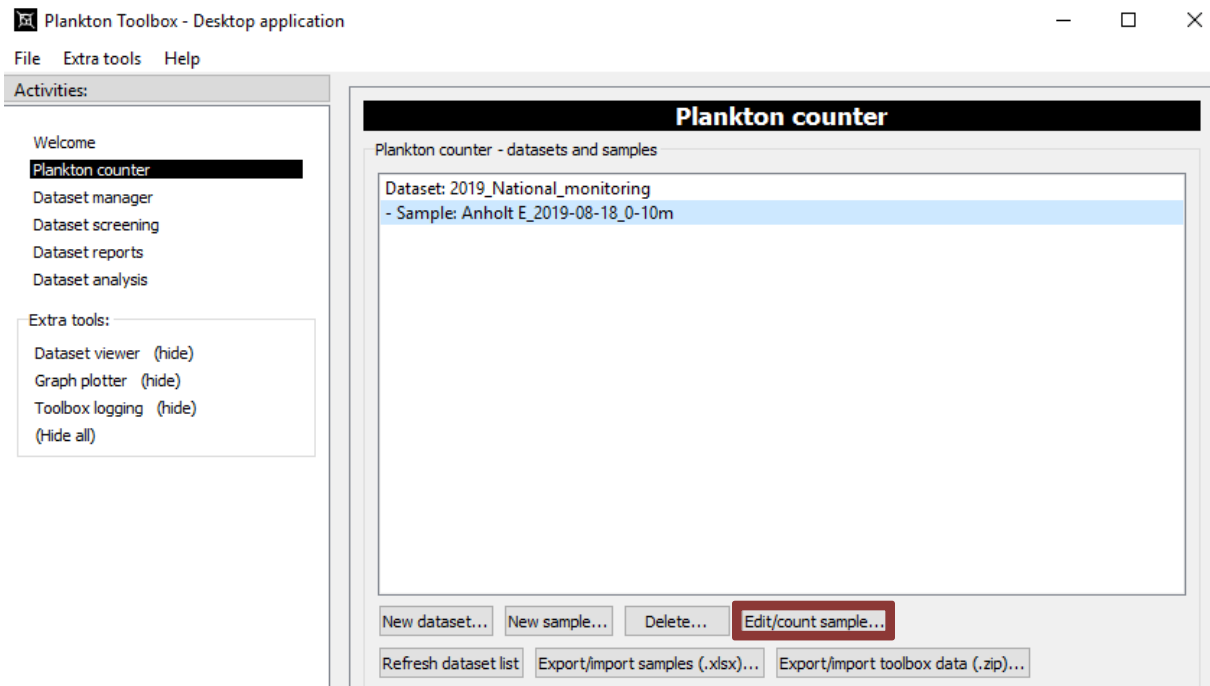 Plankton Toolbox - Desktop application
File Extra tools Help
Activities:
Welcome
Plankton counter
Dataset manager
Dataset screening
Dataset reports
Dataset analysis
Extra tools:
Dataset viewer (hide)
Graph plotter (hide)
Toolbox logging (hide)
(Hide all)
Plankton counter
Plankton counter - datasets and samples
Dataset: 2019_National_monitoring
- Sample: Anholt E_2019-08-18_0-10m
New dataset... New sample... Delete... Edit/count sample...
Refresh dataset list Export/import samples (.xlsx)... Export/import toolbox data (.zip)...